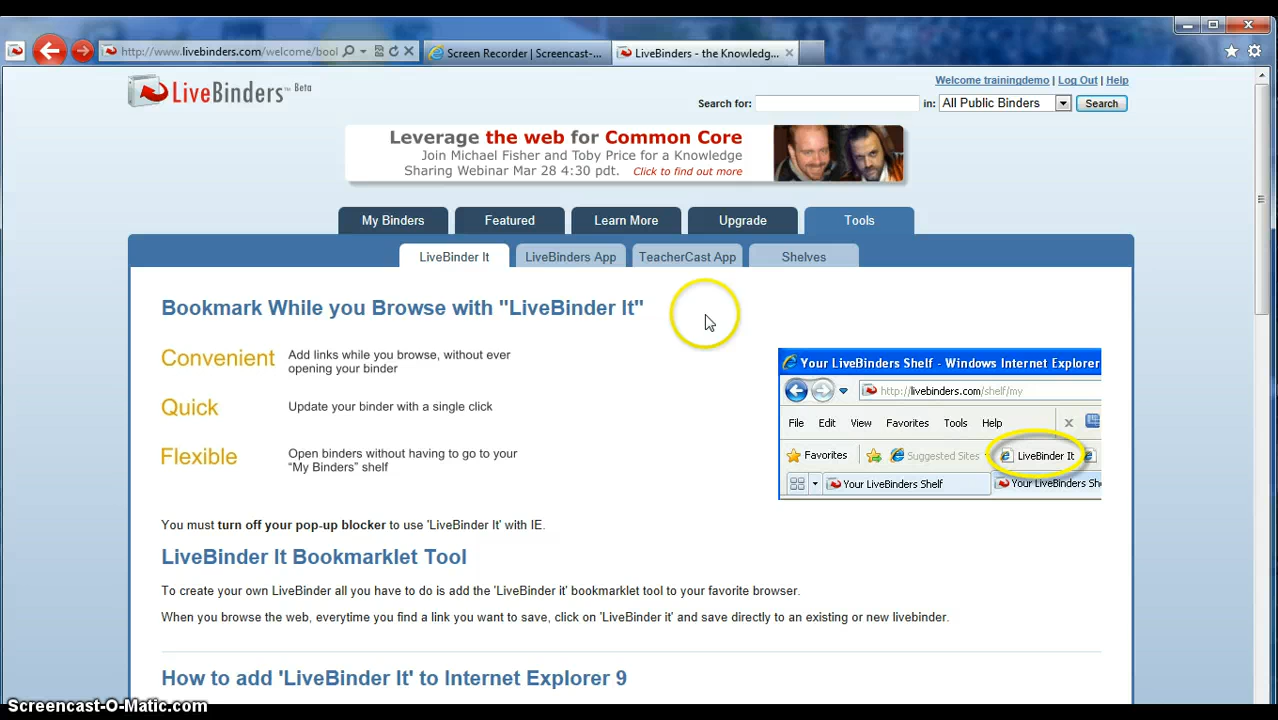 http://www.livebinders.com/welcome/bool
Screen Recorder | Screencast-...
LiveBinders - the Knowledg...
LiveBinders™ Beta
Welcome trainingdemo | Log Out | Help
Search for:
in:
All Public Binders
Search
Leverage the web for Common Core
Join Michael Fisher and Toby Price for a Knowledge
Sharing Webinar Mar 28 4:30 pdt. Click to find out more
My Binders
Featured
Learn More
Upgrade
Tools
LiveBinder It
LiveBinders App
TeacherCast App
Shelves
Bookmark While you Browse with "LiveBinder It"
Convenient
Add links while you browse, without ever
opening your binder
Quick
Update your binder with a single click
Flexible
Open binders without having to go to your
“My Binders” shelf
Your LiveBinders Shelf - Windows Internet Explorer
http://livebinders.com/shelf/my
File Edit View Favorites Tools Help
Favorites
Suggested Sites
LiveBinder It
Your LiveBinders Shelf
Your LiveBinders Sh
You must turn off your pop-up blocker to use 'LiveBinder It' with IE.
LiveBinder It Bookmarklet Tool
To create your own LiveBinder all you have to do is add the 'LiveBinder it' bookmarklet tool to your favorite browser.
When you browse the web, everytime you find a link you want to save, click on 'LiveBinder it' and save directly to an existing or new livebinder.
How to add 'LiveBinder It' to Internet Explorer 9
Screencast-O-Matic.com